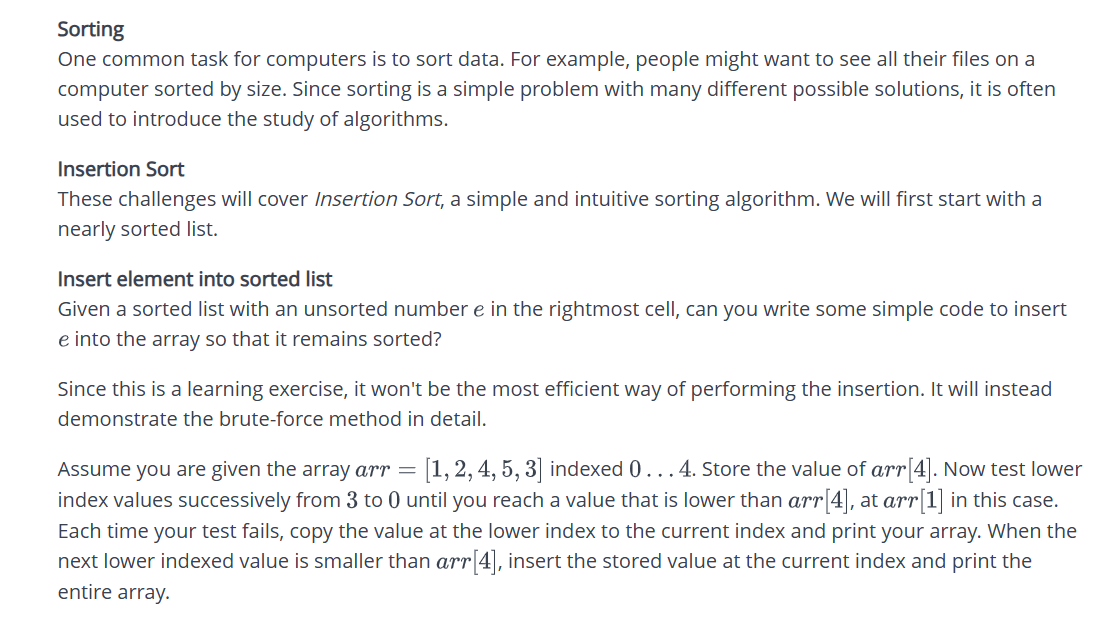 Sorting
One common task for computers is to sort data. For example, people might want to see all their files on a
computer sorted by size. Since sorting is a simple problem with many different possible solutions, it is often
used to introduce the study of algorithms.
Insertion Sort
These challenges will cover Insertion Sort, a simple and intuitive sorting algorithm. We will first start with a
nearly sorted list.
Insert element into sorted list
Given a sorted list with an unsorted number e in the rightmost cell, can you write some simple code to insert
e into the array so that it remains sorted?
Since this is a learning exercise, it won't be the most efficient way of performing the insertion. It will instead
demonstrate the brute-force method in detail.
Assume you are given the array arr = [1, 2, 4, 5, 3] indexed 0 . . . 4. Store the value of arr[4]. Now test lower
index values successively from 3 to 0 until you reach a value that is lower than arr[4], at arr[1] in this case.
Each time your test fails, copy the value at the lower index to the current index and print your array. When the
next lower indexed value is smaller than arr[4], insert the stored value at the current index and print the
entire array.